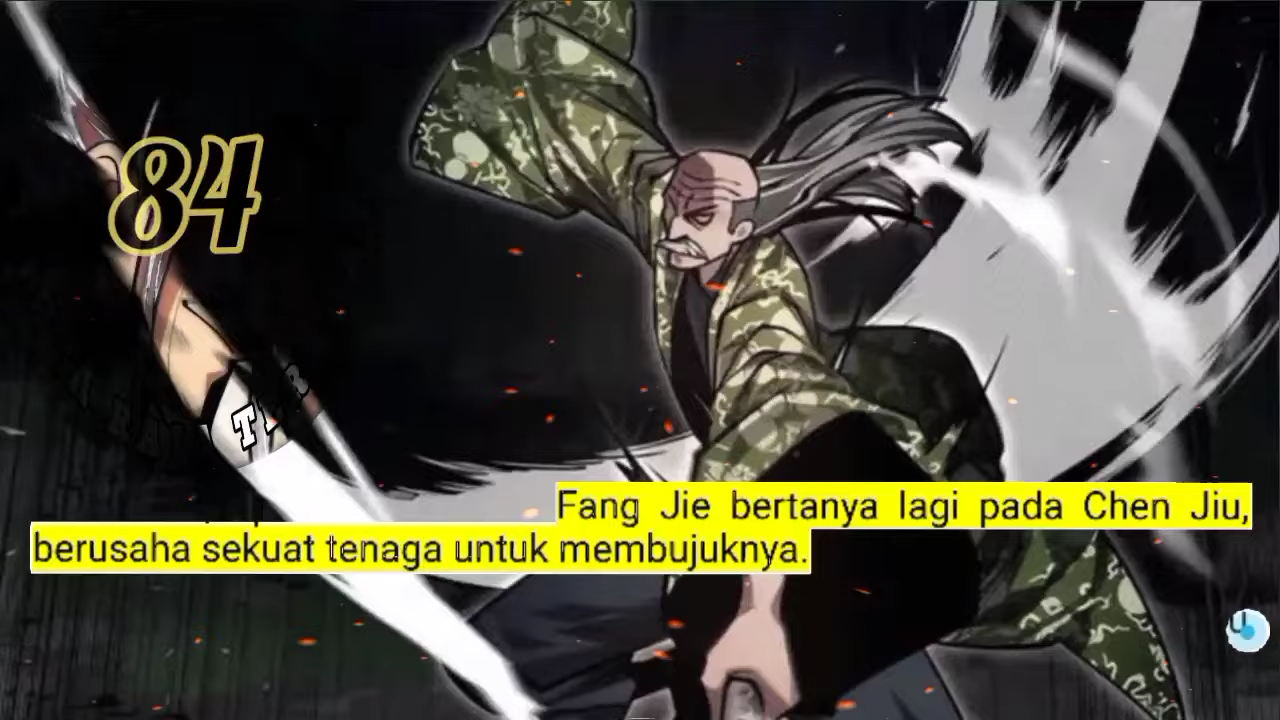 84
Fang Jie bertanya lagi pada Chen Jiu,
berusaha sekuat tenaga untuk membujuknya.